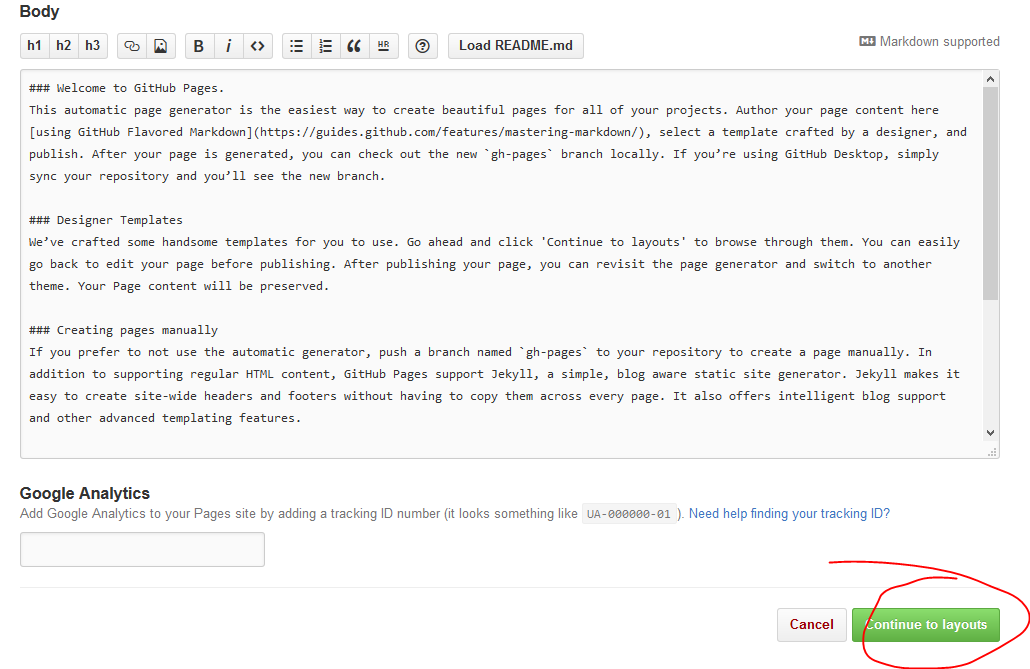 Body
h1 h2 h3 B i <> HR Load README.md Markdown supported
### Welcome to GitHub Pages.
This automatic page generator is the easiest way to create beautiful pages for all of your projects. Author your page content here
[using GitHub Flavored Markdown](https://guides.github.com/features/mastering-markdown/), select a template crafted by a designer, and
publish. After your page is generated, you can check out the new `gh-pages` branch locally. If you’re using GitHub Desktop, simply
sync your repository and you’ll see the new branch.
### Designer Templates
We’ve crafted some handsome templates for you to use. Go ahead and click 'Continue to layouts' to browse through them. You can easily
go back to edit your page before publishing. After publishing your page, you can revisit the page generator and switch to another
theme. Your Page content will be preserved.
### Creating pages manually
If you prefer to not use the automatic generator, push a branch named `gh-pages` to your repository to create a page manually. In
addition to supporting regular HTML content, GitHub Pages support Jekyll, a simple, blog aware static site generator. Jekyll makes it
easy to create site-wide headers and footers without having to copy them across every page. It also offers intelligent blog support
and other advanced templating features.
Google Analytics
Add Google Analytics to your Pages site by adding a tracking ID number (it looks something like UA-000000-01 ). Need help finding your tracking ID?
Cancel Continue to layouts